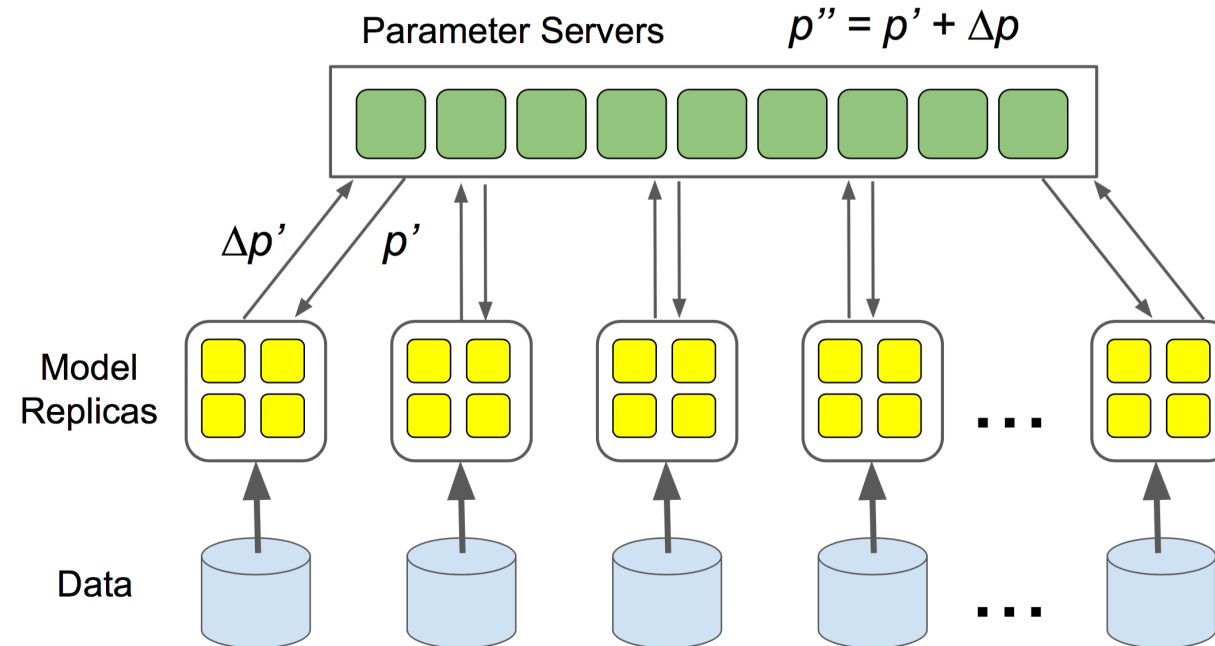 Parameter Servers
p’’ = p’ + Δp
Δp’
p’
Model
Replicas
...
Data
...